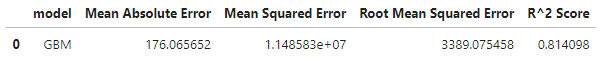 model Mean Absolute Error Mean Squared Error Root Mean Squared Error R^2 Score
0 GBM 176.065652 1.148583e+07 3389.075458 0.814098